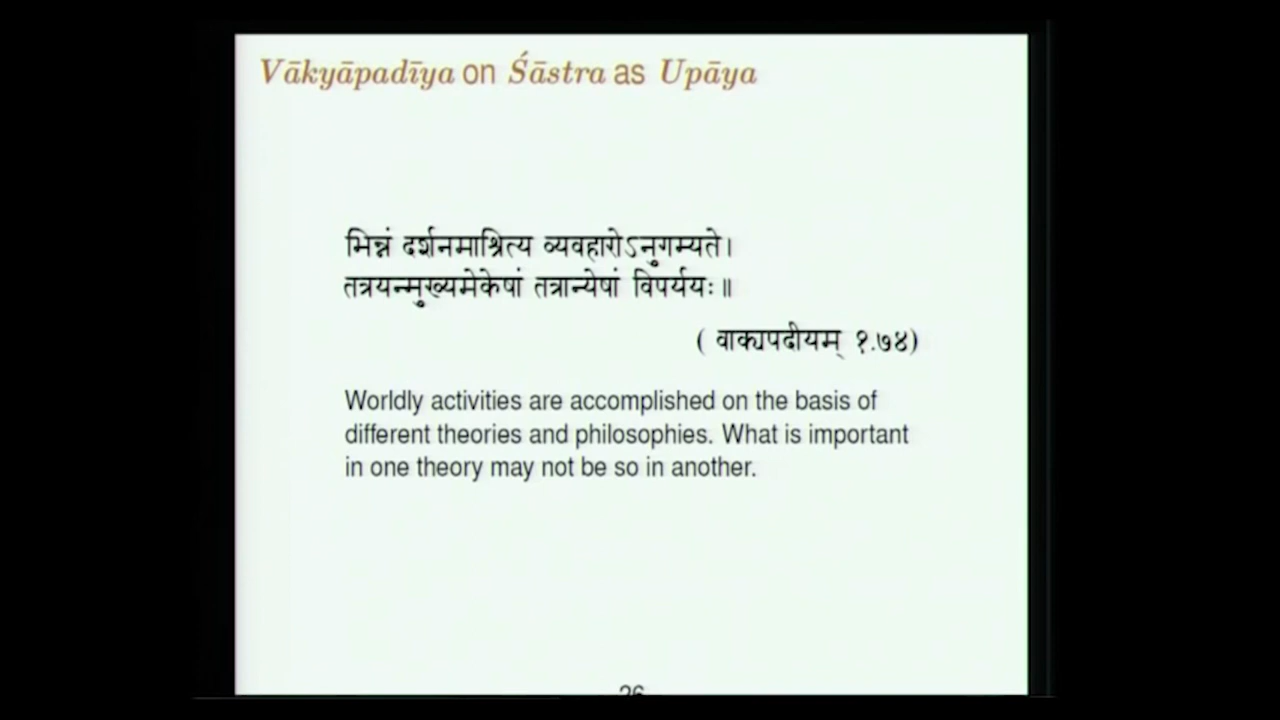 Vākyāpadīya on Śāstra as Upāya
भिन्नं दर्शनमाश्रित्य व्यवहारोऽनुगम्यते।
तत्रयन्मुख्यमेकेषां तत्रान्येषां विपर्ययः॥
( वाक्यपदीयम् १.७४)
Worldly activities are accomplished on the basis of
different theories and philosophies. What is important
in one theory may not be so in another.
26